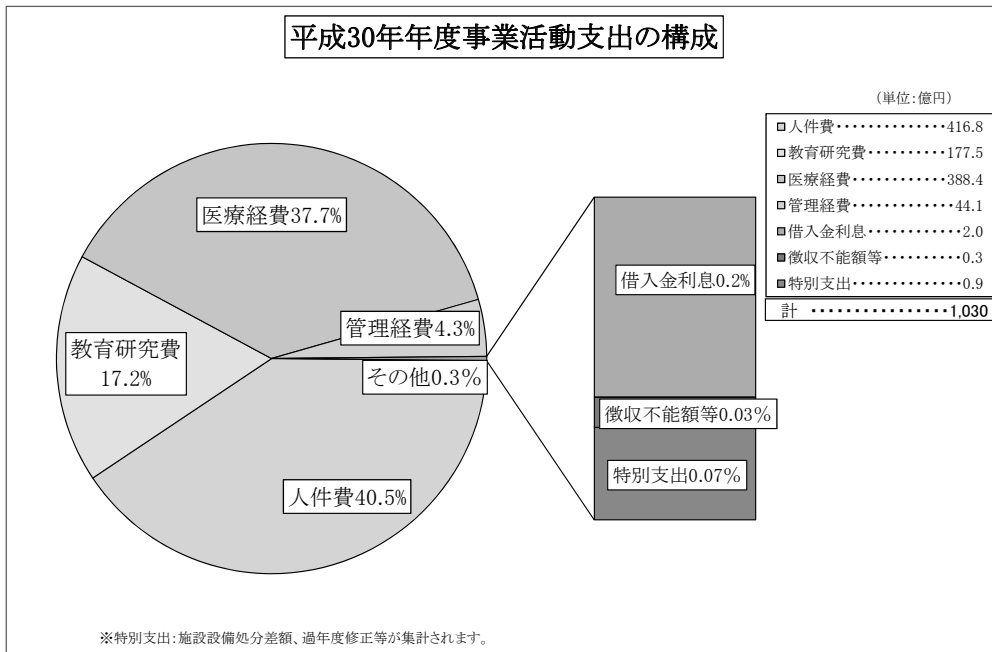 平成30年年度事業活動支出の構成
(単位:億円)
人件費・・・・・・・・・・・・・・416.8
教育研究費・・・・・・・・・・177.5
医療経費・・・・・・・・・・・・388.4
管理経費・・・・・・・・・・・・・44.1
借入金利息・・・・・・・・・・・・2.0
徴収不能額等・・・・・・・・・・0.3
特別支出・・・・・・・・・・・・・・0.9
計 ・・・・・・・・・・・・・・・・・1,030
医療経費37.7%
管理経費4.3%
教育研究費
17.2%
その他0.3%
人件費40.5%
借入金利息0.2%
徴収不能額等0.03%
特別支出0.07%
※特別支出:施設設備処分差額、過年度修正等が集計されます。